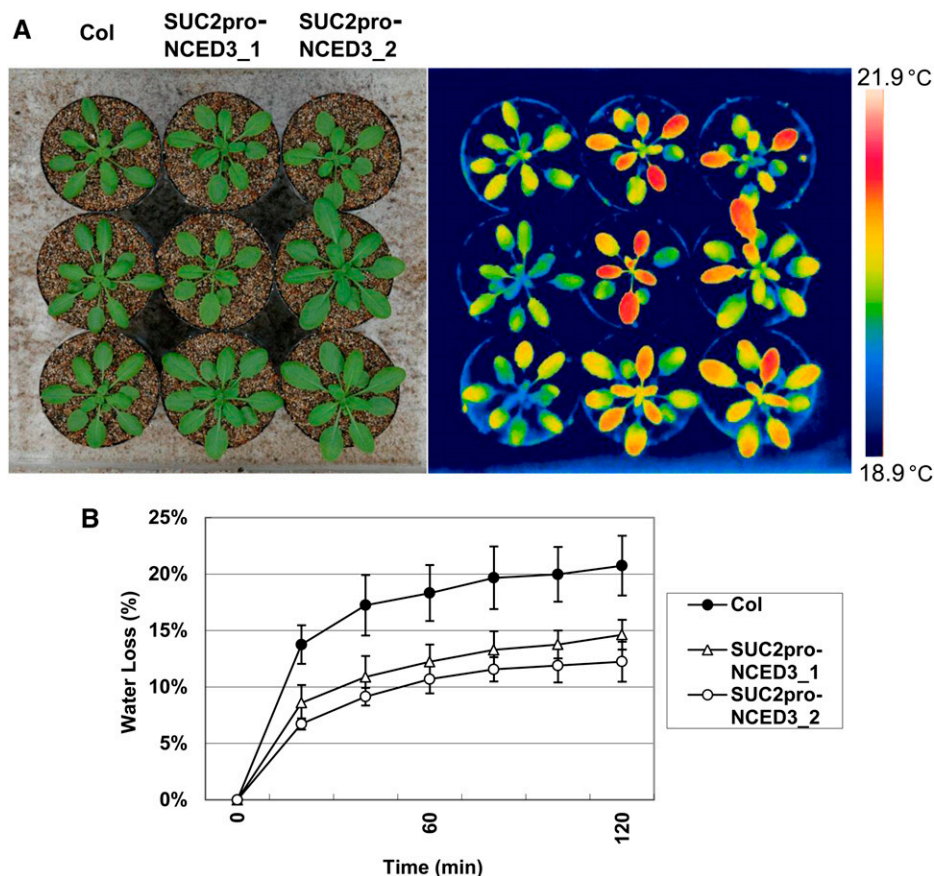 A
Col
SUC2pro-
NCED3_1
SUC2pro-
NCED3_2
21.9 °C
18.9 °C
B
25%
20%
15%
10%
5%
0%
Water Loss (%)
0
60
120
Time (min)
Col
SUC2pro-
NCED3_1
SUC2pro-
NCED3_2